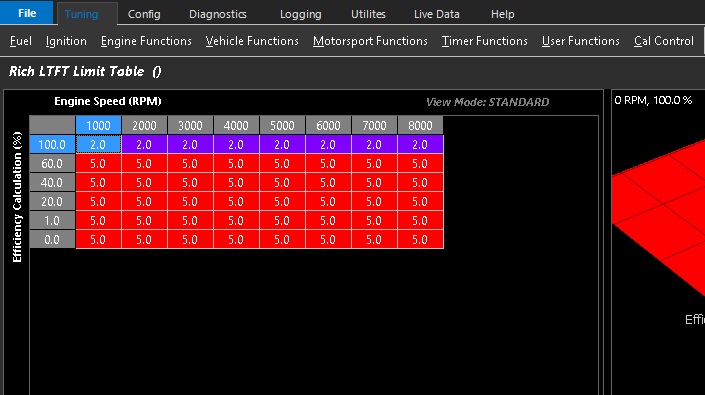 File Tuning Config Diagnostics Logging Utilites Live Data Help
Fuel Ignition Engine Functions Vehicle Functions Motorsport Functions Timer Functions User Functions Cal Control
Rich LTFT Limit Table ()
Engine Speed (RPM) View Mode: STANDARD
0 RPM, 100.0 %
Efficiency Calculation (%)
1000 2000 3000 4000 5000 6000 7000 8000
100.0 2.0 2.0 2.0 2.0 2.0 2.0 2.0 2.0
60.0 5.0 5.0 5.0 5.0 5.0 5.0 5.0 5.0
40.0 5.0 5.0 5.0 5.0 5.0 5.0 5.0 5.0
20.0 5.0 5.0 5.0 5.0 5.0 5.0 5.0 5.0
1.0 5.0 5.0 5.0 5.0 5.0 5.0 5.0 5.0
0.0 5.0 5.0 5.0 5.0 5.0 5.0 5.0 5.0